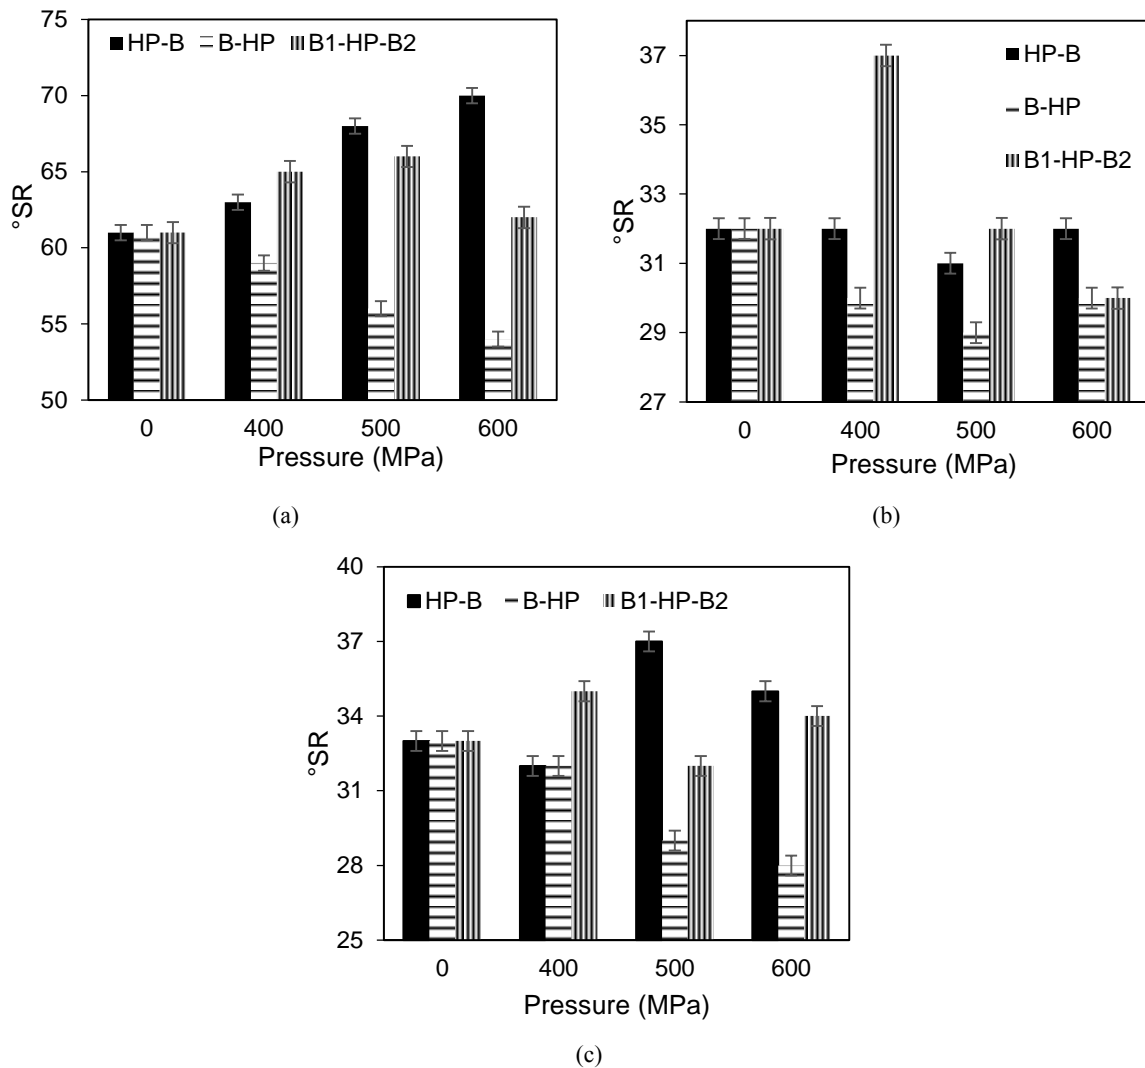 75
HP-B B-HP B1-HP-B2
70
65
°SR
60
55
50
0 400 500 600
Pressure (MPa)
(a)
37
HP-B
35
B-HP
33
B1-HP-B2
°SR
31
29
27
0 400 500 600
Pressure (MPa)
(b)
40
HP-B B-HP B1-HP-B2
37
34
°SR
31
28
25
0 400 500 600
Pressure (MPa)
(c)